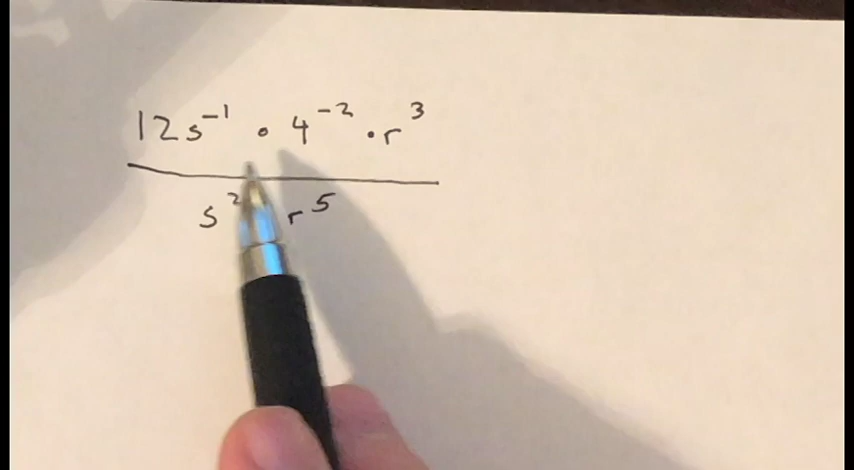 12s⁻¹ • 4⁻² • r³
s² r⁵